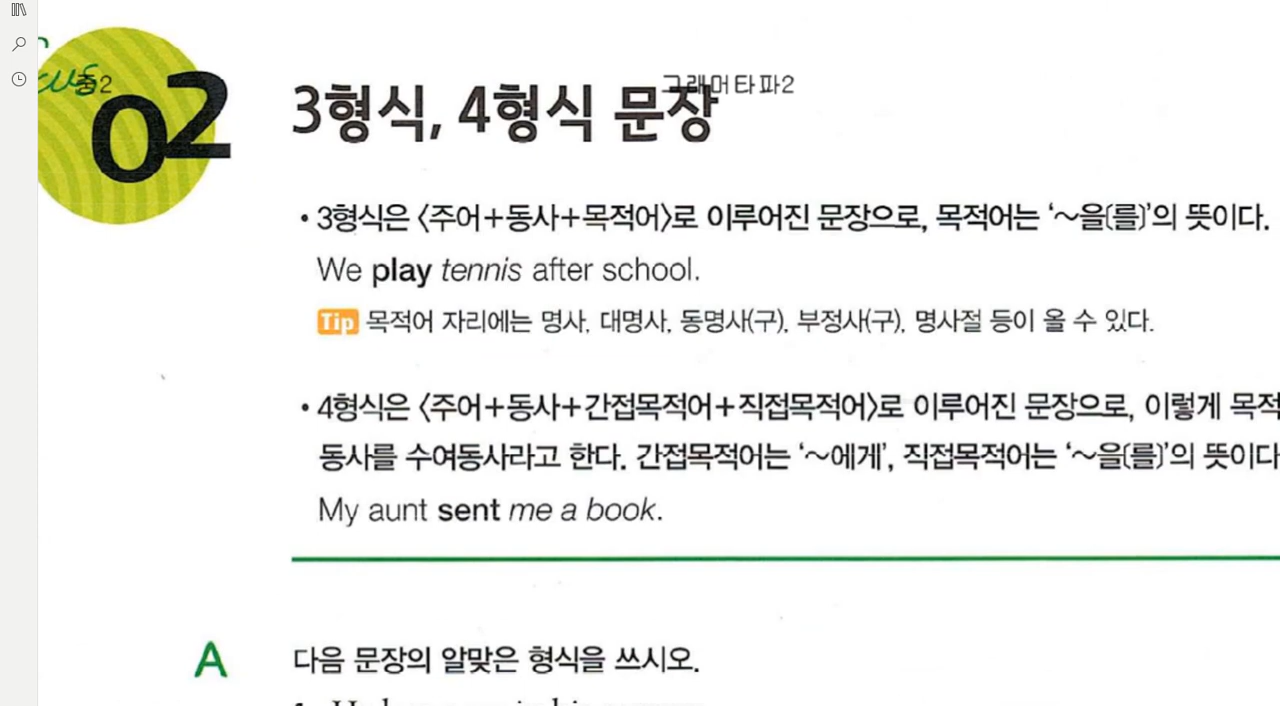 cus
중2
02
3형식, 4형식 문장
그래머타파2
• 3형식은 〈주어+동사+목적어〉로 이루어진 문장으로, 목적어는 ‘~을(를)’의 뜻이다.
We play tennis after school.
Tip 목적어 자리에는 명사, 대명사, 동명사(구), 부정사(구), 명사절 등이 올 수 있다.
• 4형식은 〈주어+동사+간접목적어+직접목적어〉로 이루어진 문장으로, 이렇게 목적
동사를 수여동사라고 한다. 간접목적어는 ‘~에게’, 직접목적어는 ‘~을(를)’의 뜻이다
My aunt sent me a book.
A 다음 문장의 알맞은 형식을 쓰시오.